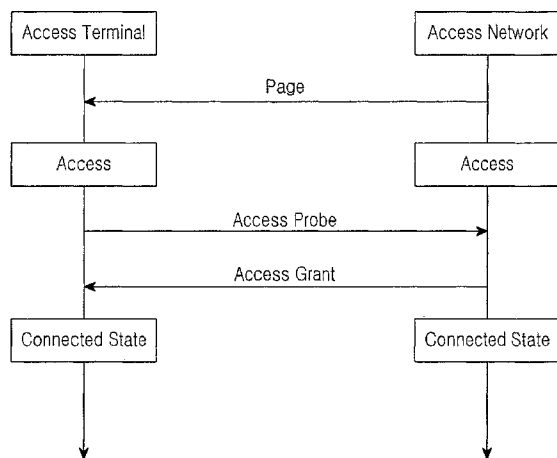 Access Terminal
Access Network
Page
Access
Access
Access Probe
Access Grant
Connected State
Connected State